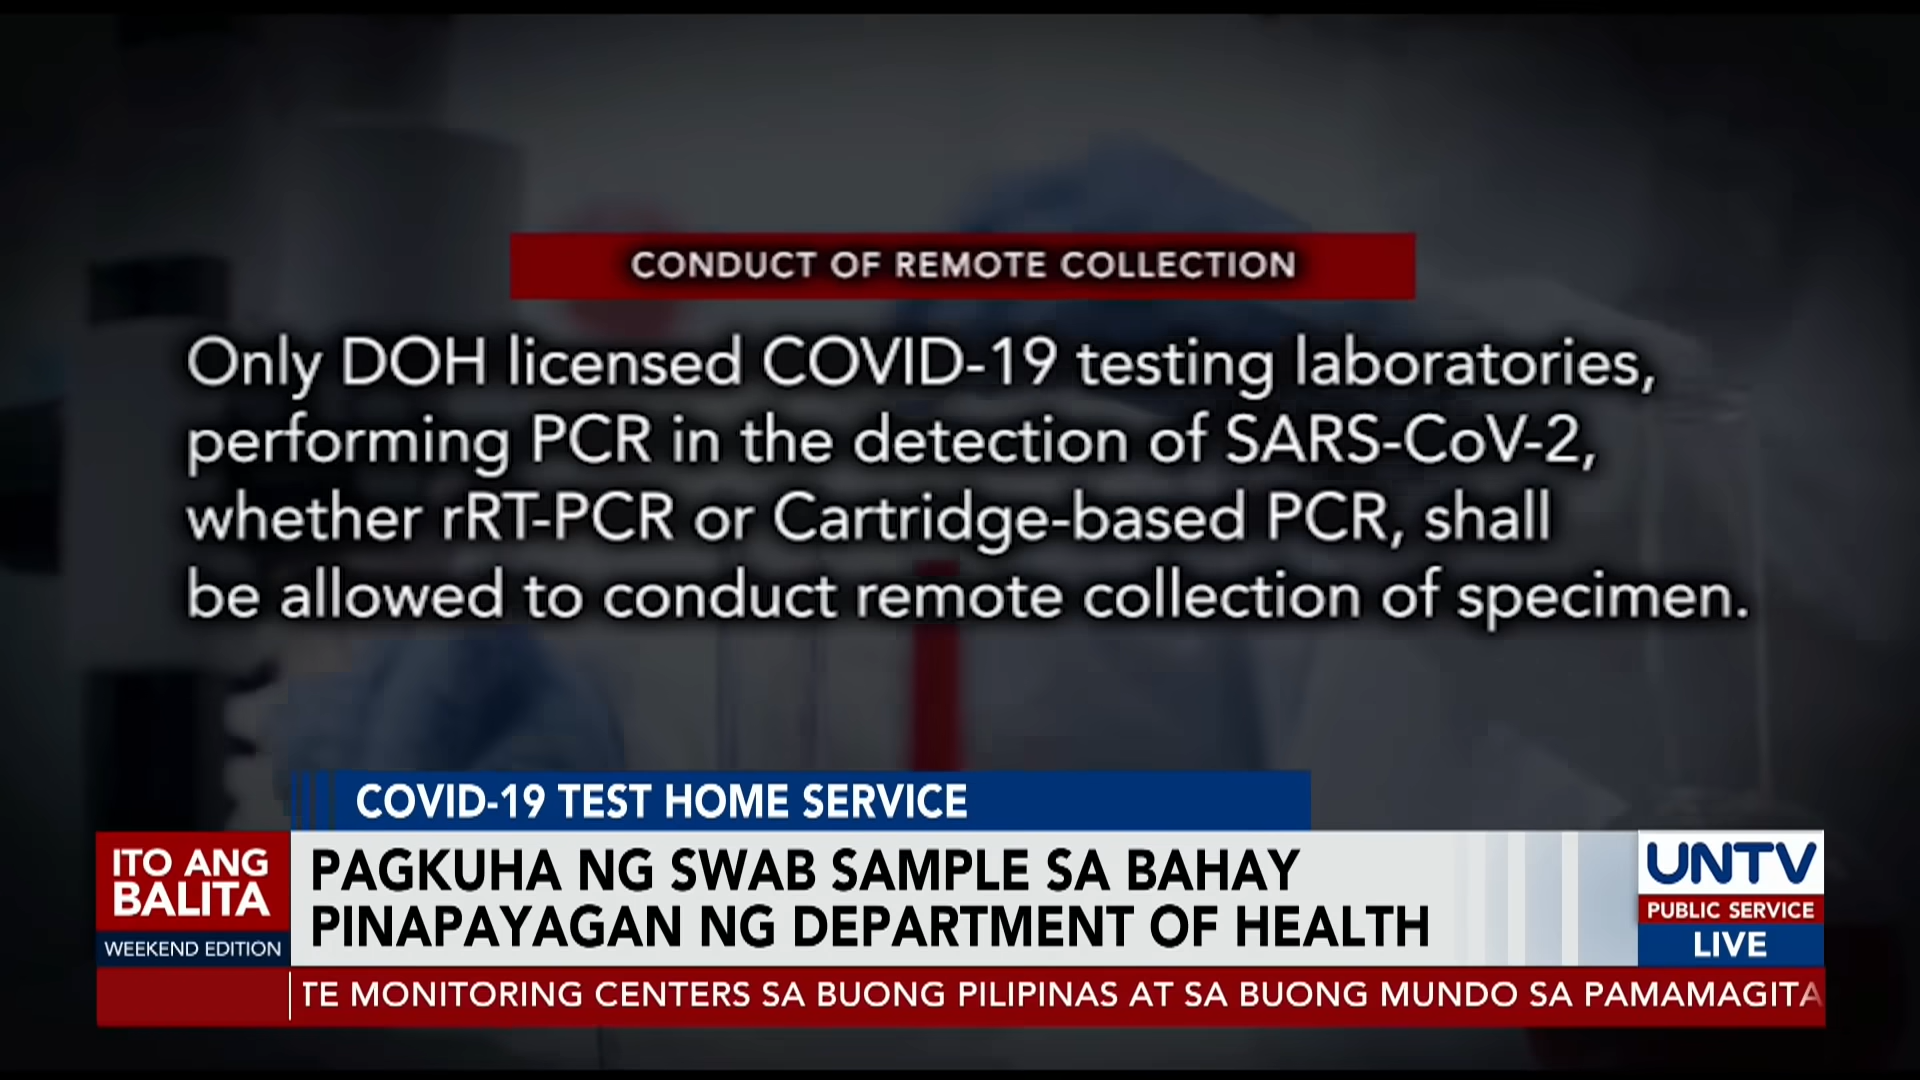 CONDUCT OF REMOTE COLLECTION
Only DOH licensed COVID-19 testing laboratories,
performing PCR in the detection of SARS-CoV-2,
whether rRT-PCR or Cartridge-based PCR, shall
be allowed to conduct remote collection of specimen.
COVID-19 TEST HOME SERVICE
ITO ANG
BALITA
WEEKEND EDITION
PAGKUHA NG SWAB SAMPLE SA BAHAY
PINAPAYAGAN NG DEPARTMENT OF HEALTH
UNTV
PUBLIC SERVICE
LIVE
TE MONITORING CENTERS SA BUONG PILIPINAS AT SA BUONG MUNDO SA PAMAMAGITA